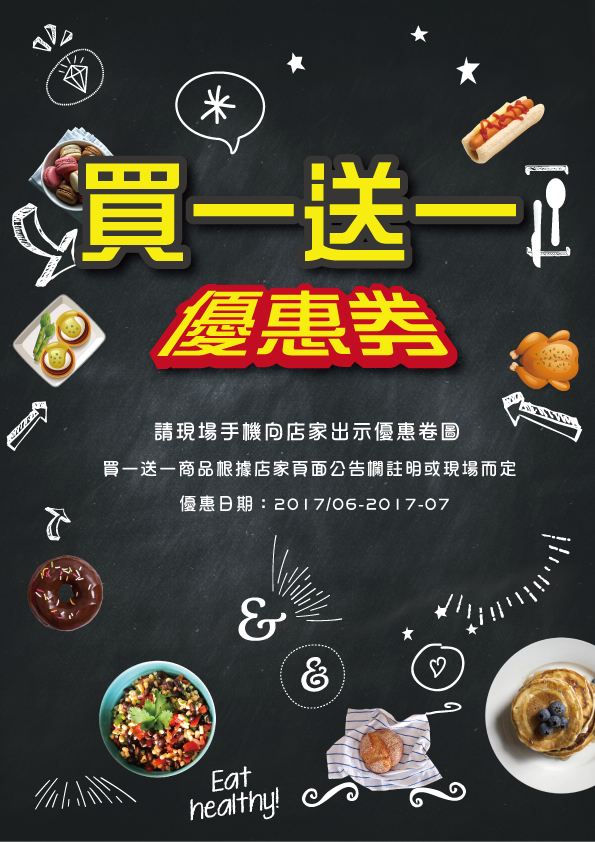 買一送一
優惠券
請現場手機向店家出示優惠卷圖
買一送一商品根據店家頁面公告欄註明或現場而定
優惠日期：2017/06-2017-07
&
&
Eat
healthy!